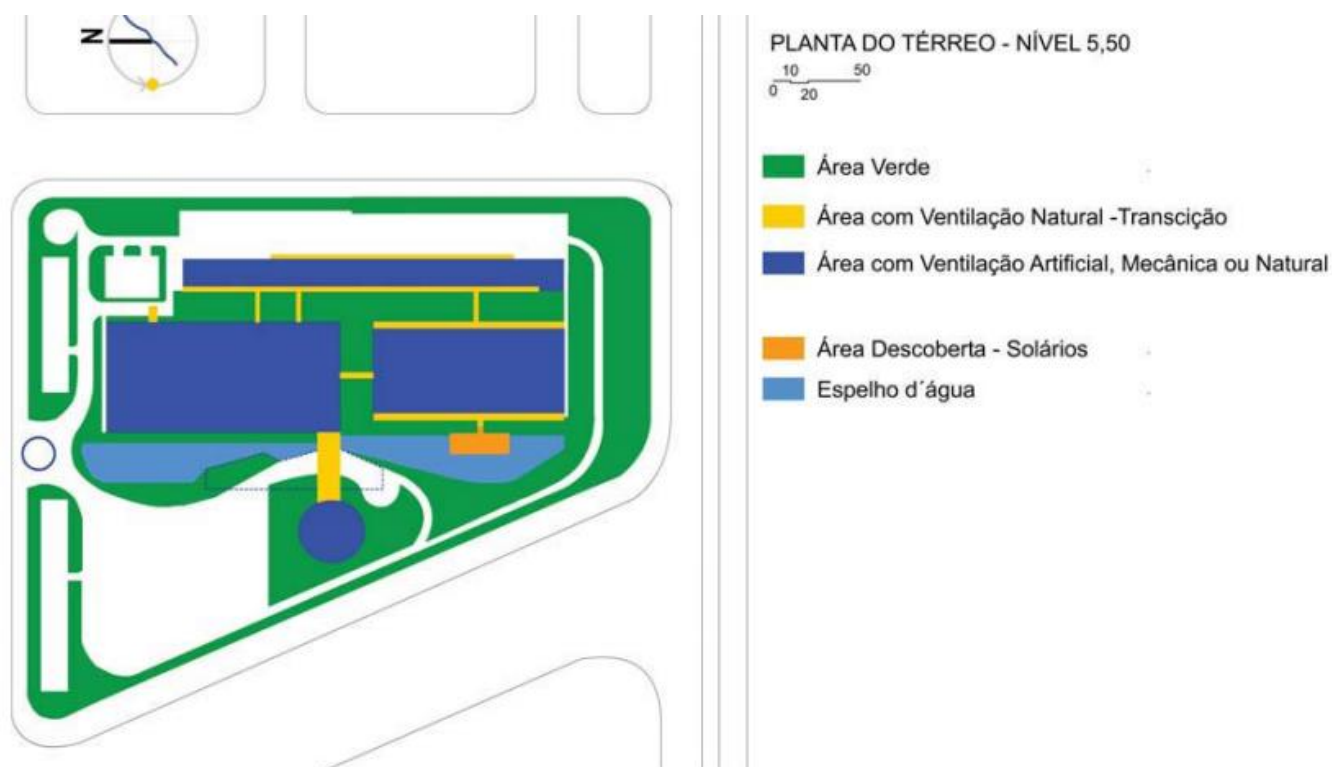 N
PLANTA DO TÉRREO - NÍVEL 5,50
10 50
0 20
Área Verde
Área com Ventilação Natural -Transcição
Área com Ventilação Artificial, Mecânica ou Natural
Área Descoberta - Solários
Espelho d´água